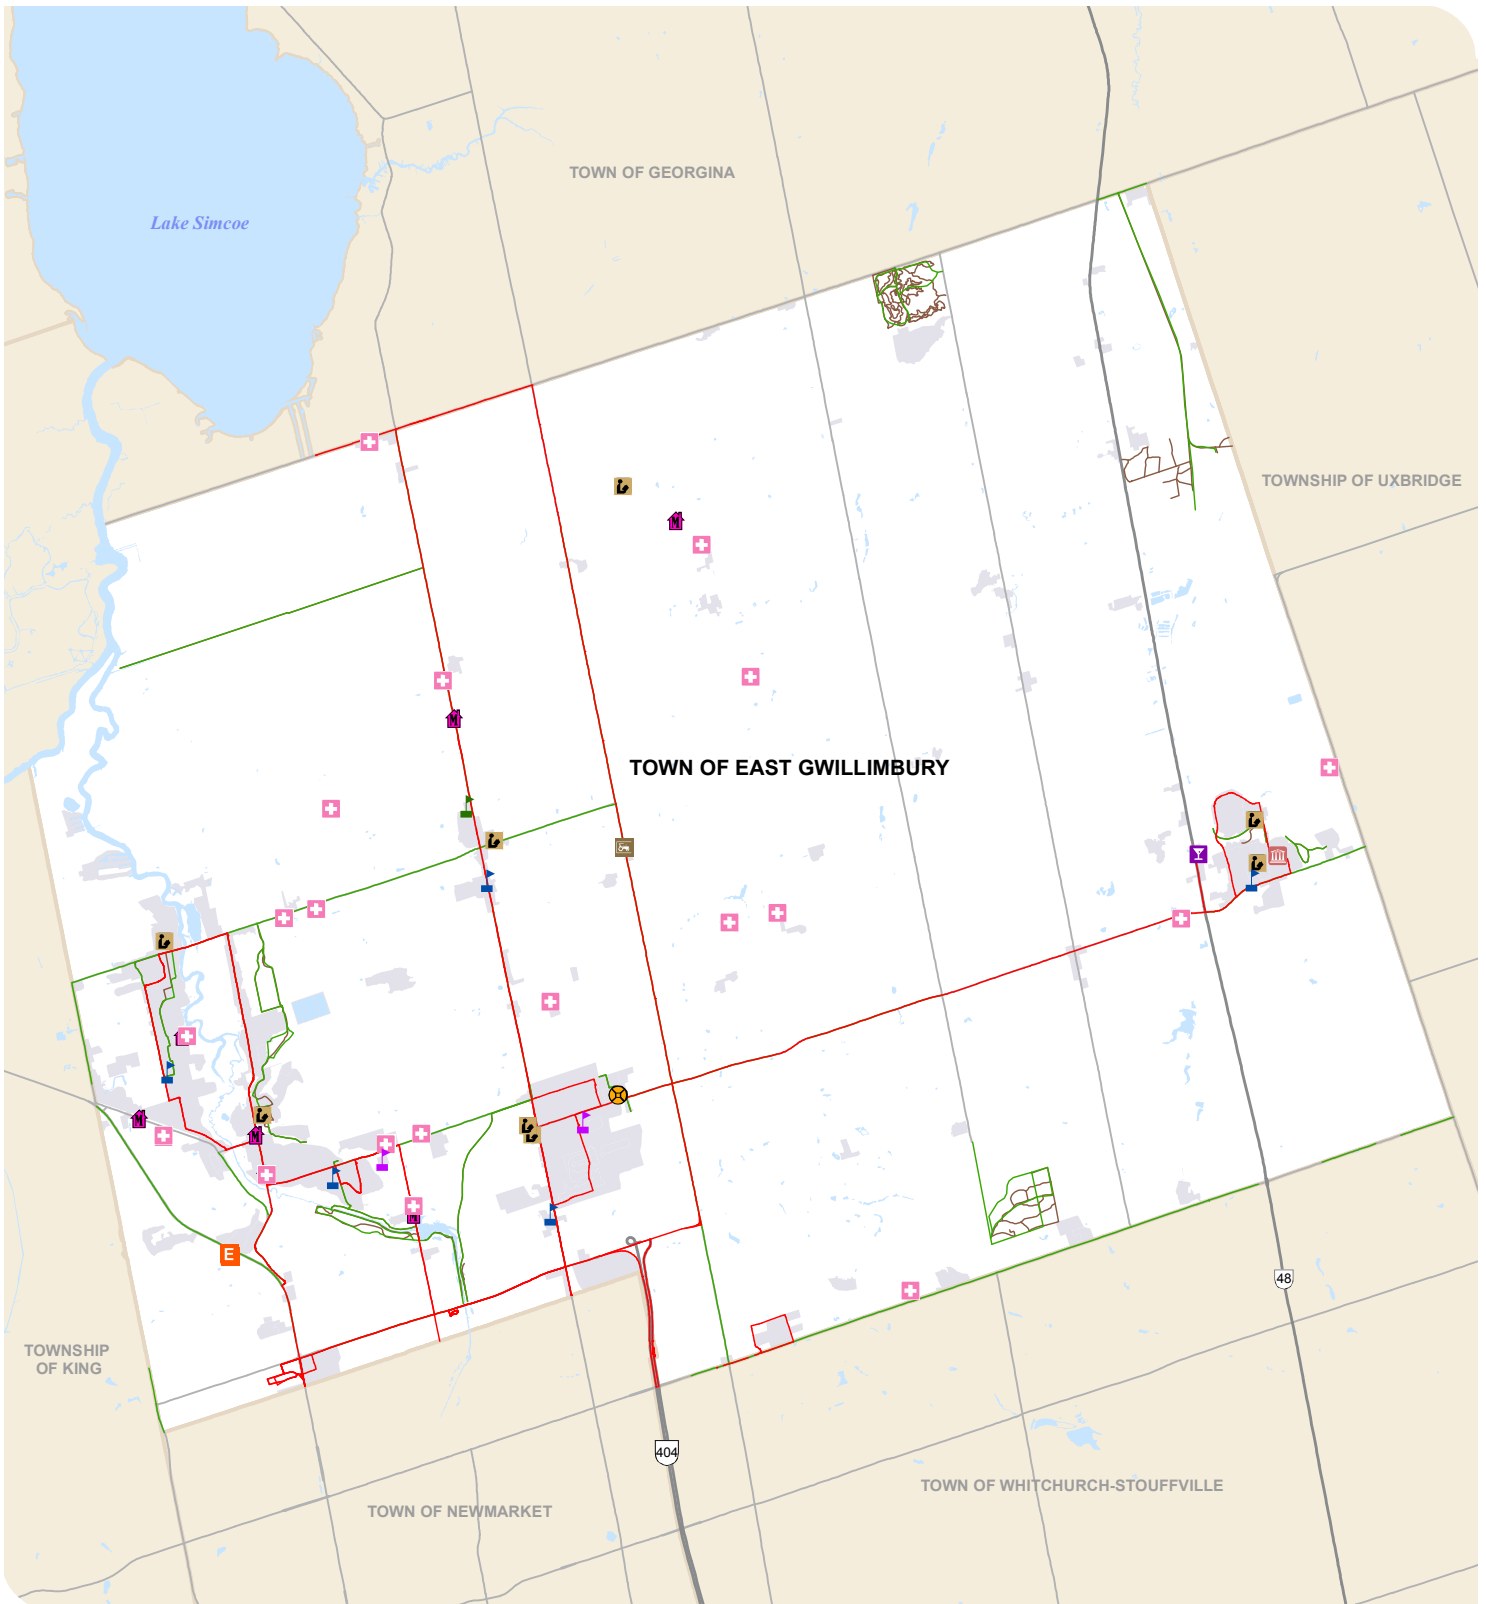 TOWN OF GEORGINA
Lake Simcoe
TOWNSHIP OF UXBRIDGE
M
M
TOWN OF EAST GWILLIMBURY
M
M
E
48
TOWNSHIP
OF KING
404
TOWN OF WHITCHURCH-STOUFFVILLE
TOWN OF NEWMARKET